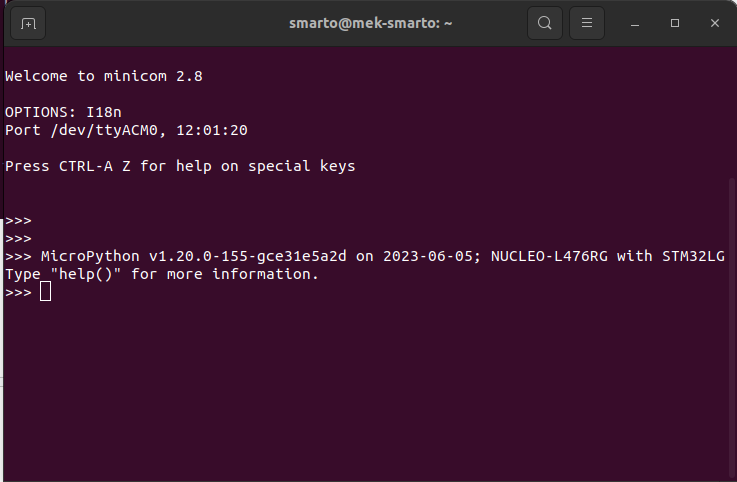 smarto@mek-smarto: ~
Welcome to minicom 2.8
OPTIONS: I18n
Port /dev/ttyACM0, 12:01:20
Press CTRL-A Z for help on special keys
>>>
>>>
>>> MicroPython v1.20.0-155-gce31e5a2d on 2023-06-05; NUCLEO-L476RG with STM32LG
Type "help()" for more information.
>>>